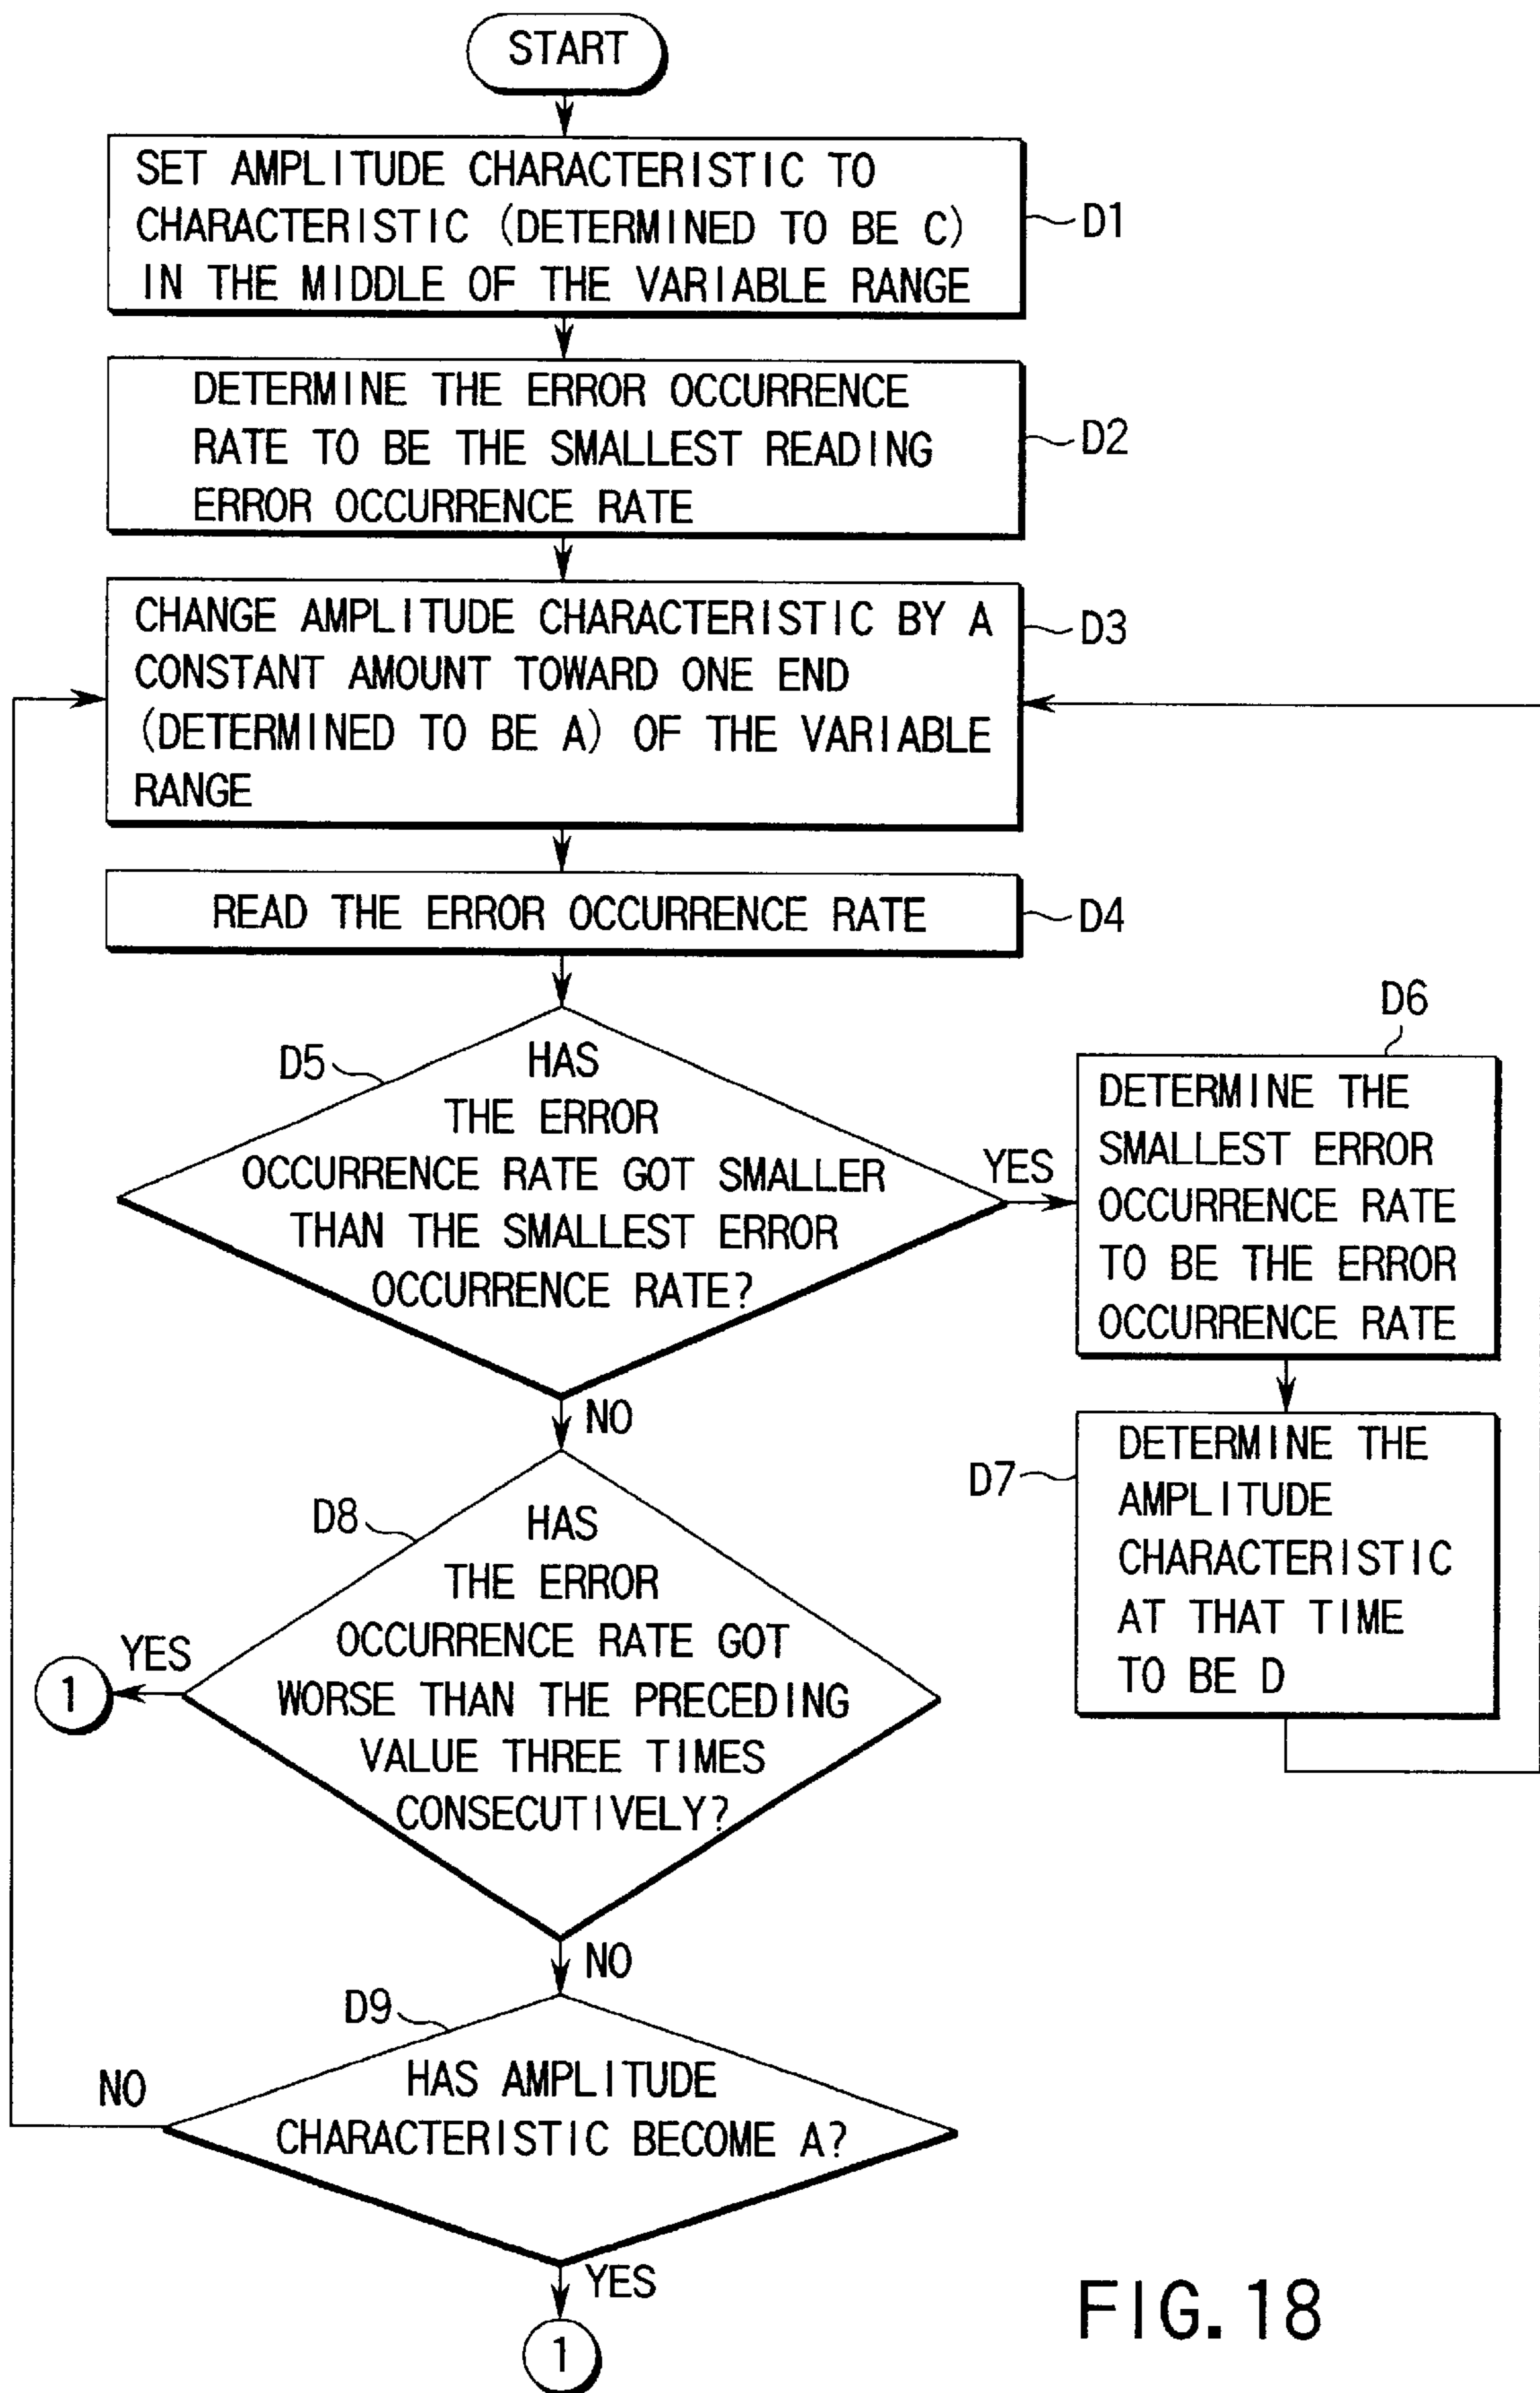 START
SET AMPLITUDE CHARACTERISTIC TO
CHARACTERISTIC (DETERMINED TO BE C)
IN THE MIDDLE OF THE VARIABLE RANGE
D1
DETERMINE THE ERROR OCCURRENCE
RATE TO BE THE SMALLEST READING
ERROR OCCURRENCE RATE
D2
CHANGE AMPLITUDE CHARACTERISTIC BY A
CONSTANT AMOUNT TOWARD ONE END
(DETERMINED TO BE A) OF THE VARIABLE
RANGE
D3
READ THE ERROR OCCURRENCE RATE
D4
D5
HAS
THE ERROR
OCCURRENCE RATE GOT SMALLER
THAN THE SMALLEST ERROR
OCCURRENCE RATE?
YES
NO
D6
DETERMINE THE
SMALLEST ERROR
OCCURRENCE RATE
TO BE THE ERROR
OCCURRENCE RATE
D7
DETERMINE THE
AMPLITUDE
CHARACTERISTIC
AT THAT TIME
TO BE D
D8
HAS
THE ERROR
OCCURRENCE RATE GOT
WORSE THAN THE PRECEDING
VALUE THREE TIMES
CONSECUTIVELY?
YES
1
NO
D9
HAS AMPLITUDE
CHARACTERISTIC BECOME A?
NO
YES
1
FIG. 18